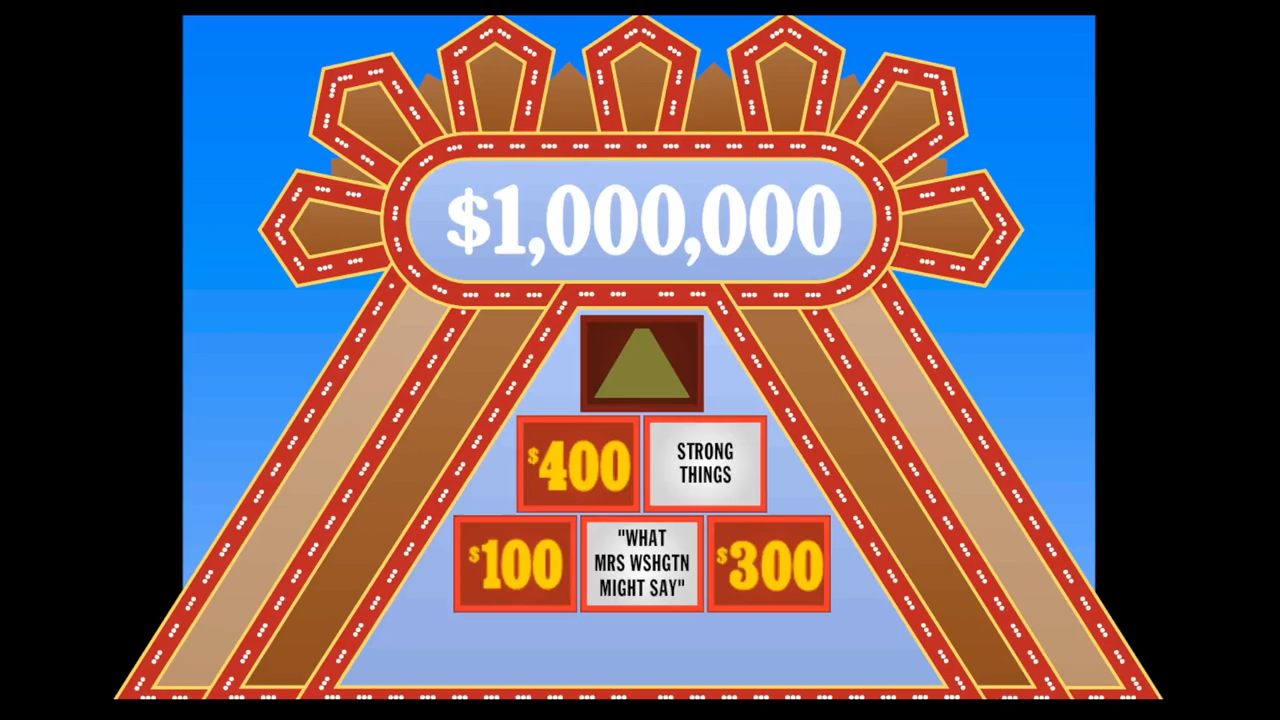 $1,000,000
$400
STRONG
THINGS
$100
"WHAT
MRS WSHGTN
MIGHT SAY"
$300